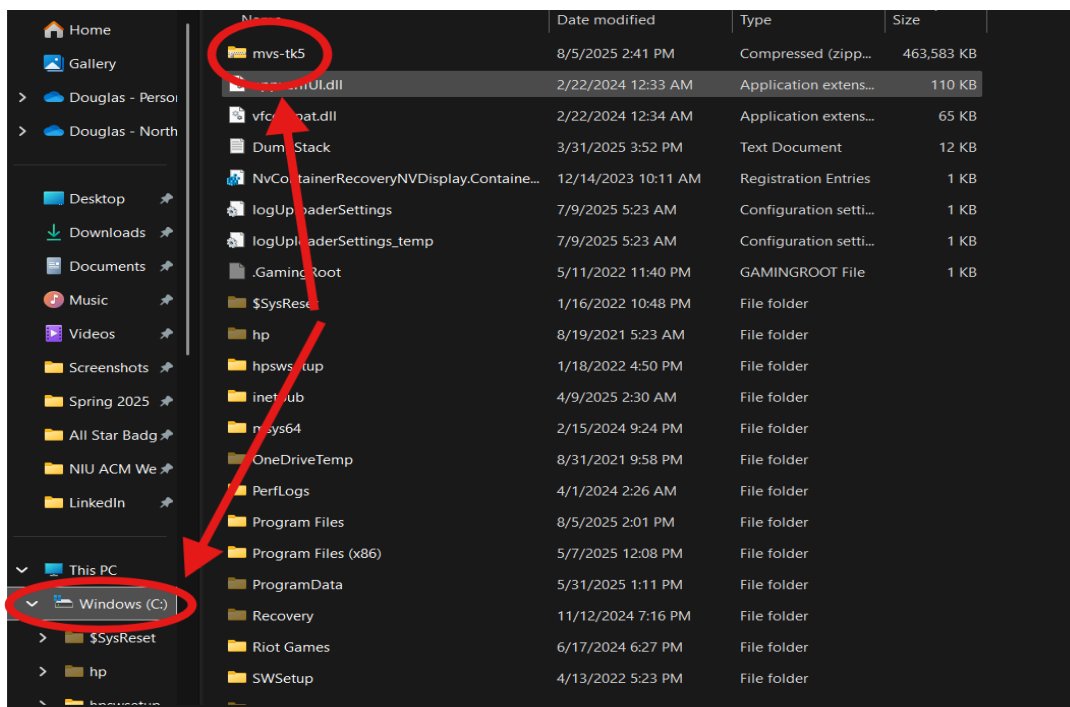 Home
Gallery
Douglas - Person
Douglas - North
Desktop
Downloads
Documents
Music
Videos
Screenshots
Spring 2025
All Star Badg
NIU ACM We
LinkedIn
This PC
Windows (C:)
$SysReset
hp
hpswsetup
Name Date modified Type Size
mvs-tk5 8/5/2025 2:41 PM Compressed (zipp... 463,583 KB
2/22/2024 12:33 AM Application extens... 110 KB
vfcompat.dll 2/22/2024 12:34 AM Application extens... 65 KB
DumpStack 3/31/2025 3:52 PM Text Document 12 KB
NvContainerRecoveryNVDisplay.Containe... 12/14/2023 10:11 AM Registration Entries 1 KB
logUploaderSettings 7/9/2025 5:23 AM Configuration setti... 1 KB
logUploaderSettings_temp 7/9/2025 5:23 AM Configuration setti... 1 KB
.GamingRoot 5/11/2022 11:40 PM GAMINGROOT File 1 KB
$SysReset 1/16/2022 10:48 PM File folder
hp 8/19/2021 5:23 AM File folder
hpswsetup 1/18/2022 4:50 PM File folder
inetpub 4/9/2025 2:30 AM File folder
msys64 2/15/2024 9:24 PM File folder
OneDriveTemp 8/31/2021 9:58 PM File folder
PerfLogs 4/1/2024 2:26 AM File folder
Program Files 8/5/2025 2:01 PM File folder
Program Files (x86) 5/7/2025 12:08 PM File folder
ProgramData 5/31/2025 1:11 PM File folder
Recovery 11/12/2024 7:16 PM File folder
Riot Games 6/17/2024 6:27 PM File folder
SWSetup 4/13/2022 5:23 PM File folder